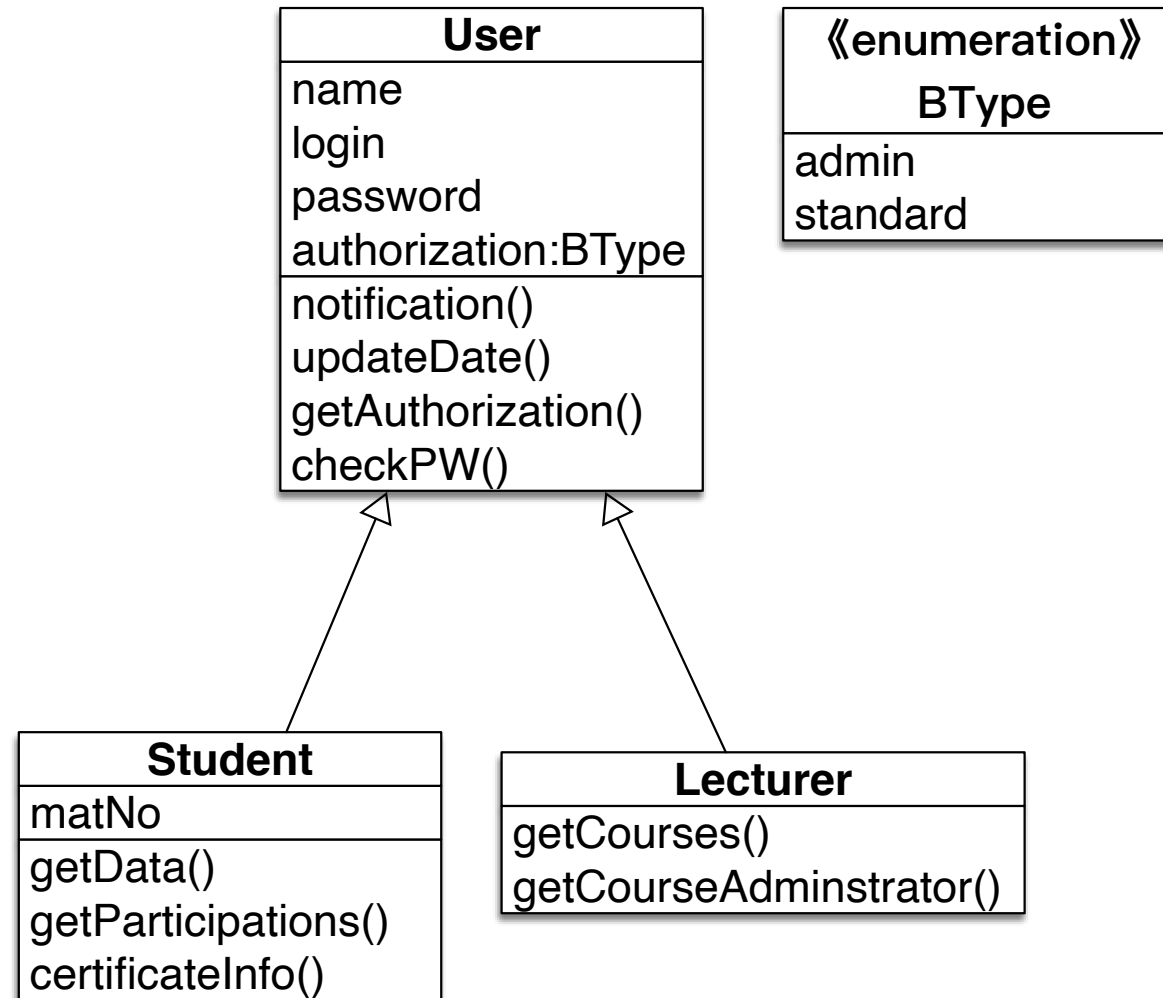 User
name
login
password
authorization:BType
notification()
updateDate()
getAuthorization()
checkPW()
《enumeration》
BType
admin
standard
Student
matNo
getData()
getParticipations()
certificateInfo()
Lecturer
getCourses()
getCourseAdminstrator()